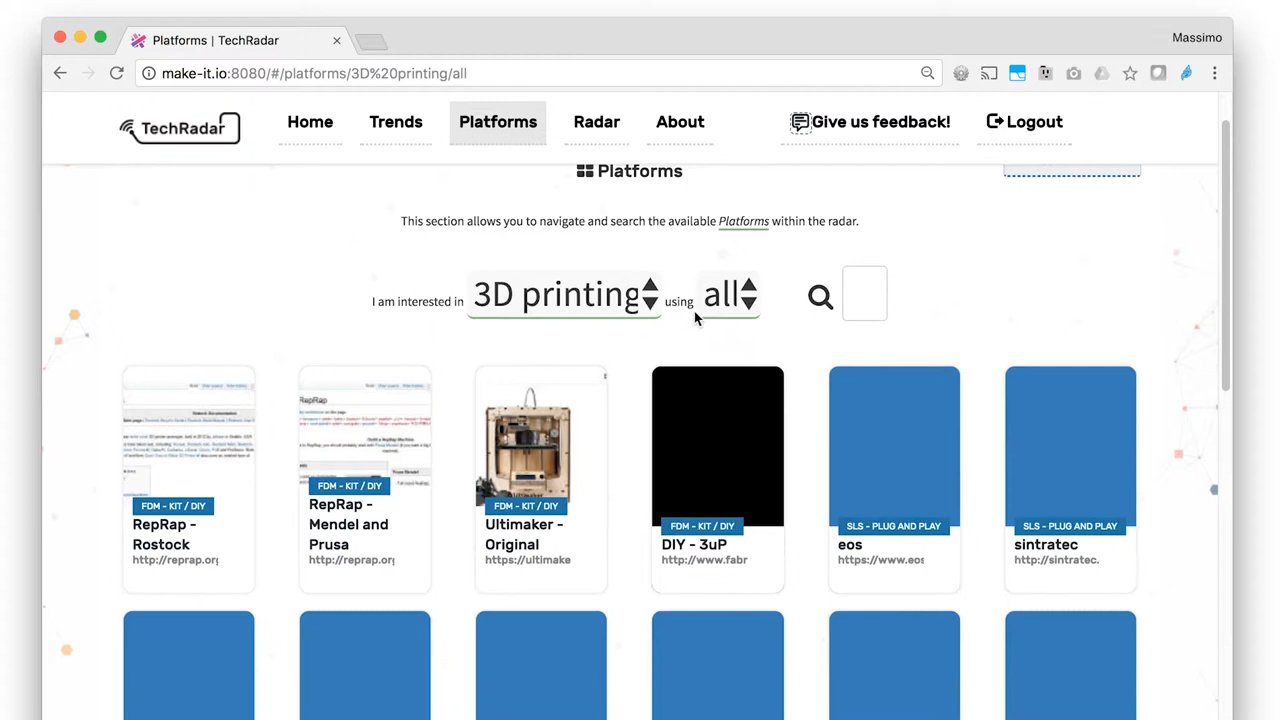 Platforms | TechRadar
Massimo
make-it.io:8080/#/platforms/3D%20printing/all
TechRadar
Home
Trends
Platforms
Radar
About
Give us feedback!
Logout
Platforms
This section allows you to navigate and search the available Platforms within the radar.
I am interested in 3D printing using all
FDM - KIT / DIY
RepRap -
Rostock
http://reprap.org
RepRap
FDM - KIT / DIY
RepRap -
Mendel and
Prusa
http://reprap.org
FDM - KIT / DIY
Ultimaker -
Original
https://ultimake
FDM - KIT / DIY
DIY - 3uP
http://www.fabr
SLS - PLUG AND PLAY
eos
https://www.eos
SLS - PLUG AND PLAY
sintratec
http://sintratec.